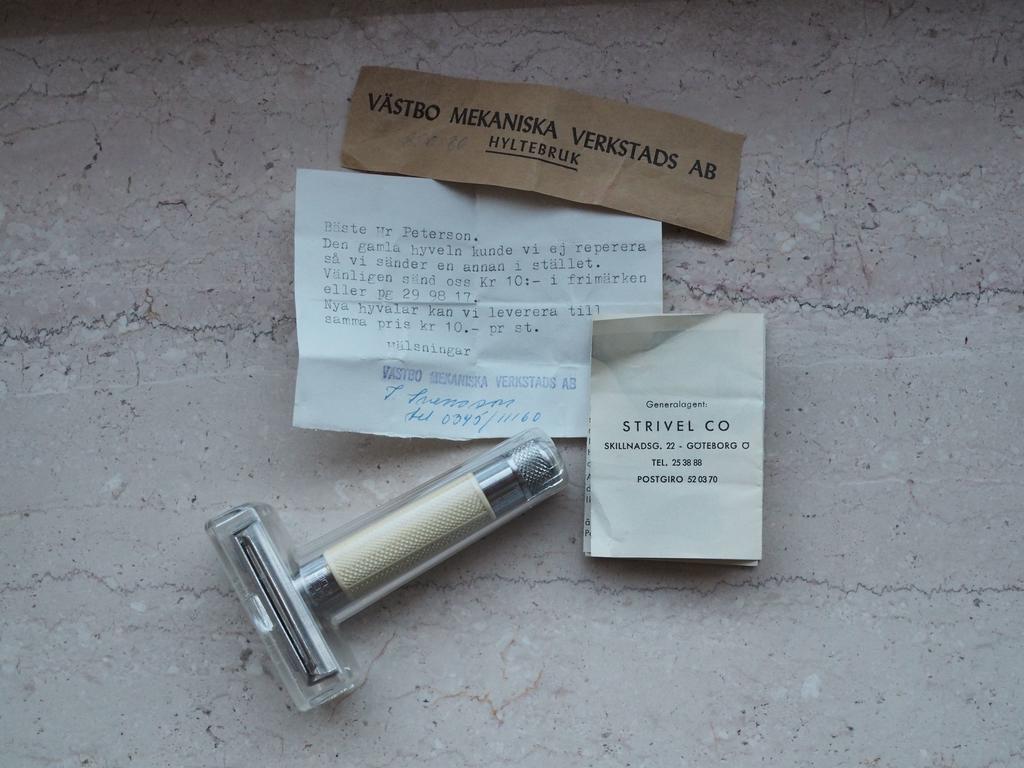 VÄSTBO MEKANISKA VERKSTADS AB
HYLTEBRUK
Bäste Hr Peterson.
Den gamla hyveln kunde vi ej reperera
så vi sänder en annan i stället.
Vänligen sänd oss Kr 10:- i frimärken
eller pg 29 98 17.
Nya hyvalar kan vi leverera till
samma pris kr 10.- pr st.
Hälsningar
VÄSTBO MEKANISKA VERKSTADS AB
Svensson
tel 0345/11160
Generalagent:
STRIVEL CO
SKILLNADSG. 22 - GÖTEBORG Ö
TEL. 25 38 88
POSTGIRO 52 03 70